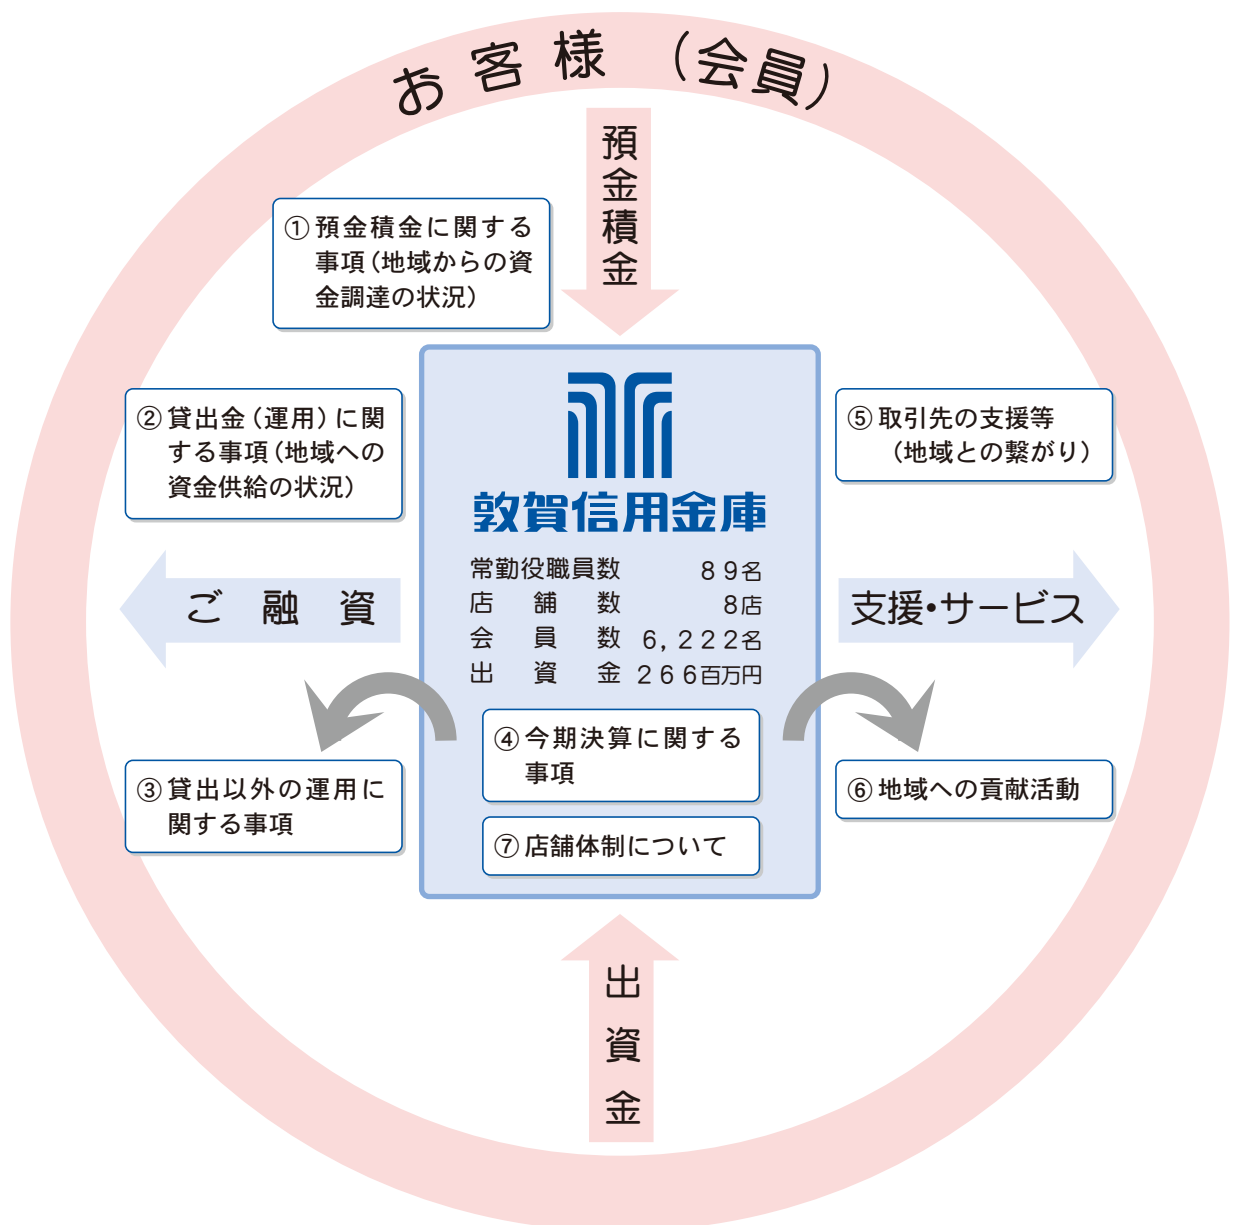 お客様（会員）
預金積金
①預金積金に関する
事項（地域からの資
金調達の状況）
②貸出金（運用）に関
する事項（地域への
資金供給の状況）
⑤取引先の支援等
（地域との繋がり）
敦賀信用金庫
常勤役職員数 89名
店舗数 8店
会員数 6,222名
出資金 266百万円
ご融資
支援・サービス
③貸出以外の運用に
関する事項
④今期決算に関する
事項
⑥地域への貢献活動
⑦店舗体制について
出資金